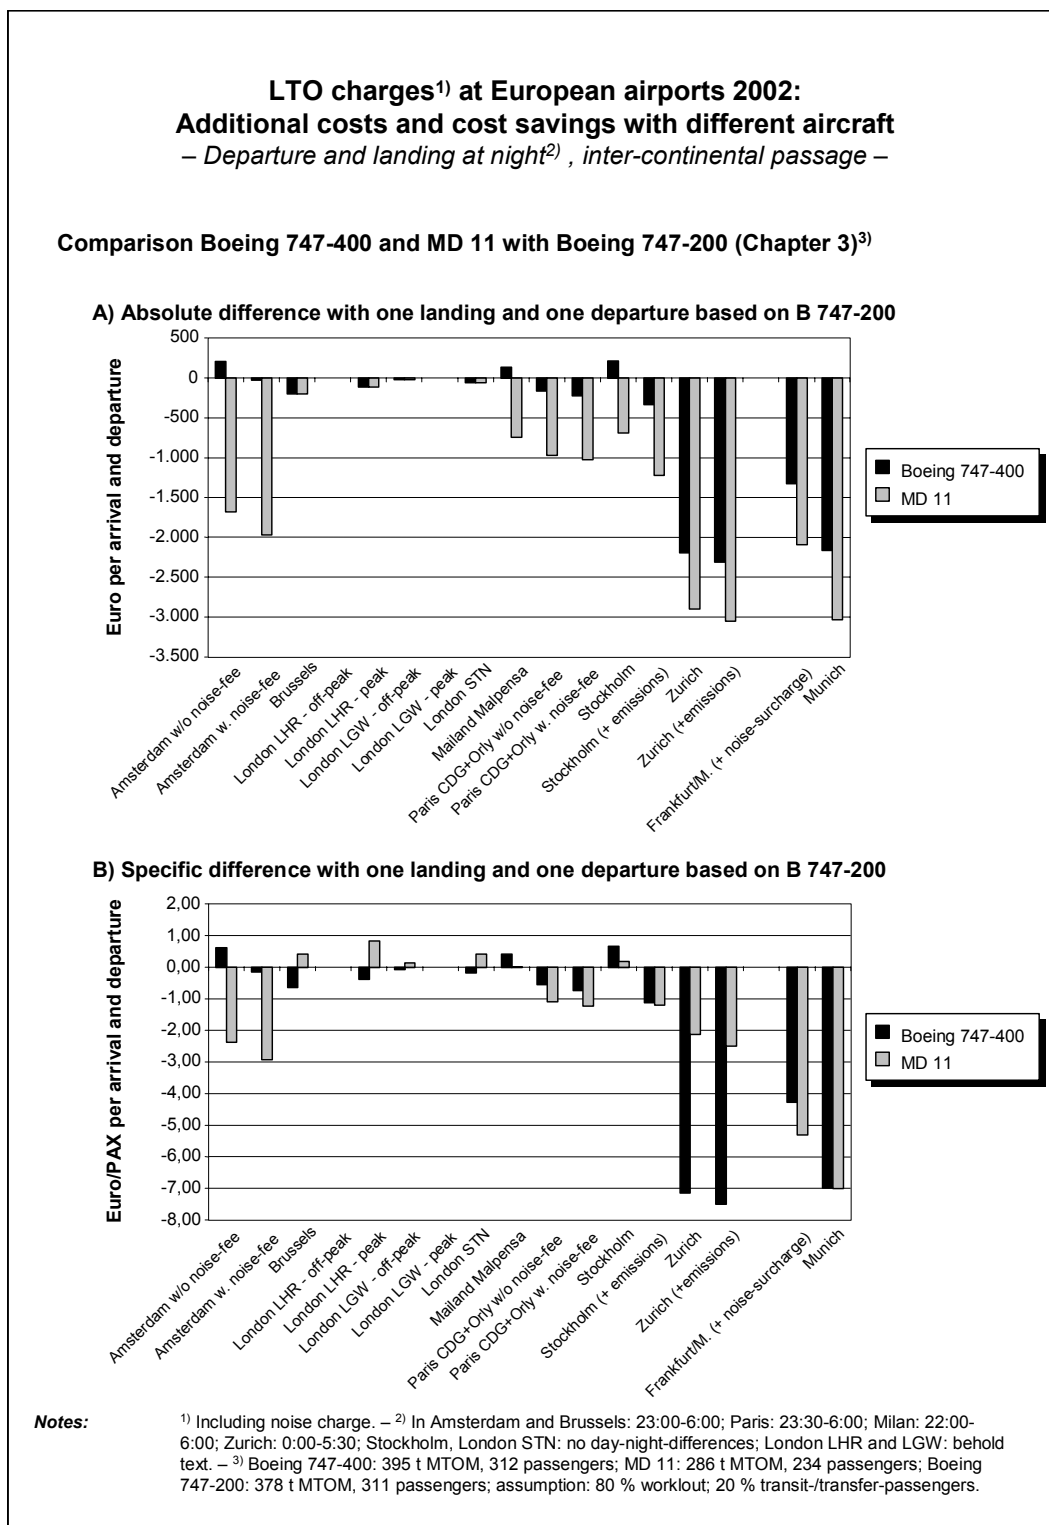 LTO charges1) at European airports 2002:
Additional costs and cost savings with different aircraft
– Departure and landing at night2) , inter-continental passage –
Comparison Boeing 747-400 and MD 11 with Boeing 747-200 (Chapter 3)3)
A) Absolute difference with one landing and one departure based on B 747-200
Euro per arrival and departure
500
0
-500
-1.000
-1.500
-2.000
-2.500
-3.000
-3.500
Amsterdam w/o noise-fee
Amsterdam w. noise-fee
Brussels
London LHR - off-peak
London LHR - peak
London LGW - off-peak
London LGW - peak
London STN
Mailand Malpensa
Paris CDG+Orly w/o noise-fee
Paris CDG+Orly w. noise-fee
Stockholm
Stockholm (+ emissions)
Zurich
Zurich (+emissions)
Frankfurt/M. (+ noise-surcharge)
Munich
Boeing 747-400
MD 11
B) Specific difference with one landing and one departure based on B 747-200
Euro/PAX per arrival and departure
2,00
1,00
0,00
-1,00
-2,00
-3,00
-4,00
-5,00
-6,00
-7,00
-8,00
Amsterdam w/o noise-fee
Amsterdam w. noise-fee
Brussels
London LHR - off-peak
London LHR - peak
London LGW - off-peak
London LGW - peak
London STN
Mailand Malpensa
Paris CDG+Orly w/o noise-fee
Paris CDG+Orly w. noise-fee
Stockholm
Stockholm (+ emissions)
Zurich
Zurich (+emissions)
Frankfurt/M. (+ noise-surcharge)
Munich
Boeing 747-400
MD 11
Notes: 1) Including noise charge. – 2) In Amsterdam and Brussels: 23:00-6:00; Paris: 23:30-6:00; Milan: 22:00-
6:00; Zurich: 0:00-5:30; Stockholm, London STN: no day-night-differences; London LHR and LGW: behold
text. – 3) Boeing 747-400: 395 t MTOM, 312 passengers; MD 11: 286 t MTOM, 234 passengers; Boeing
747-200: 378 t MTOM, 311 passengers; assumption: 80 % worklout; 20 % transit-/transfer-passengers.